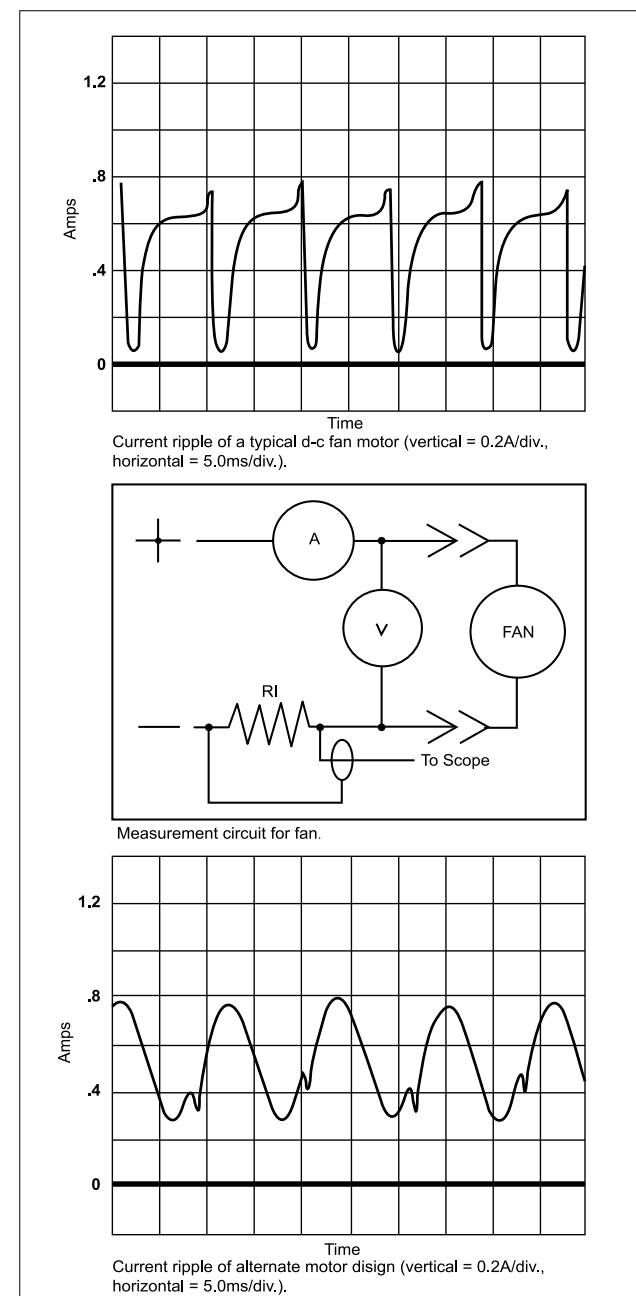 1.2
.8
Amps
.4
0
Time
Current ripple of a typical d-c fan motor (vertical = 0.2A/div.,
horizontal = 5.0ms/div.).
A
V
FAN
RI
To Scope
Measurement circuit for fan.
1.2
.8
Amps
.4
0
Time
Current ripple of alternate motor disign (vertical = 0.2A/div.,
horizontal = 5.0ms/div.).